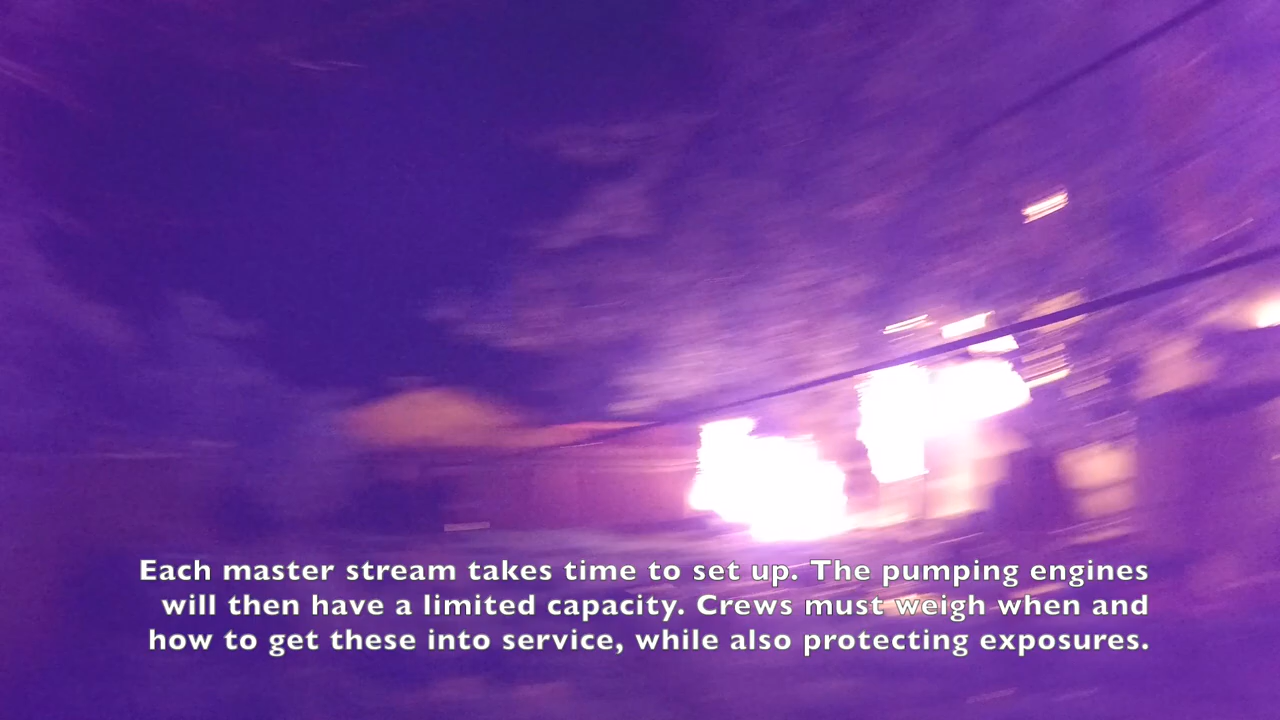 Each master stream takes time to set up. The pumping engines
will then have a limited capacity. Crews must weigh when and
how to get these into service, while also protecting exposures.